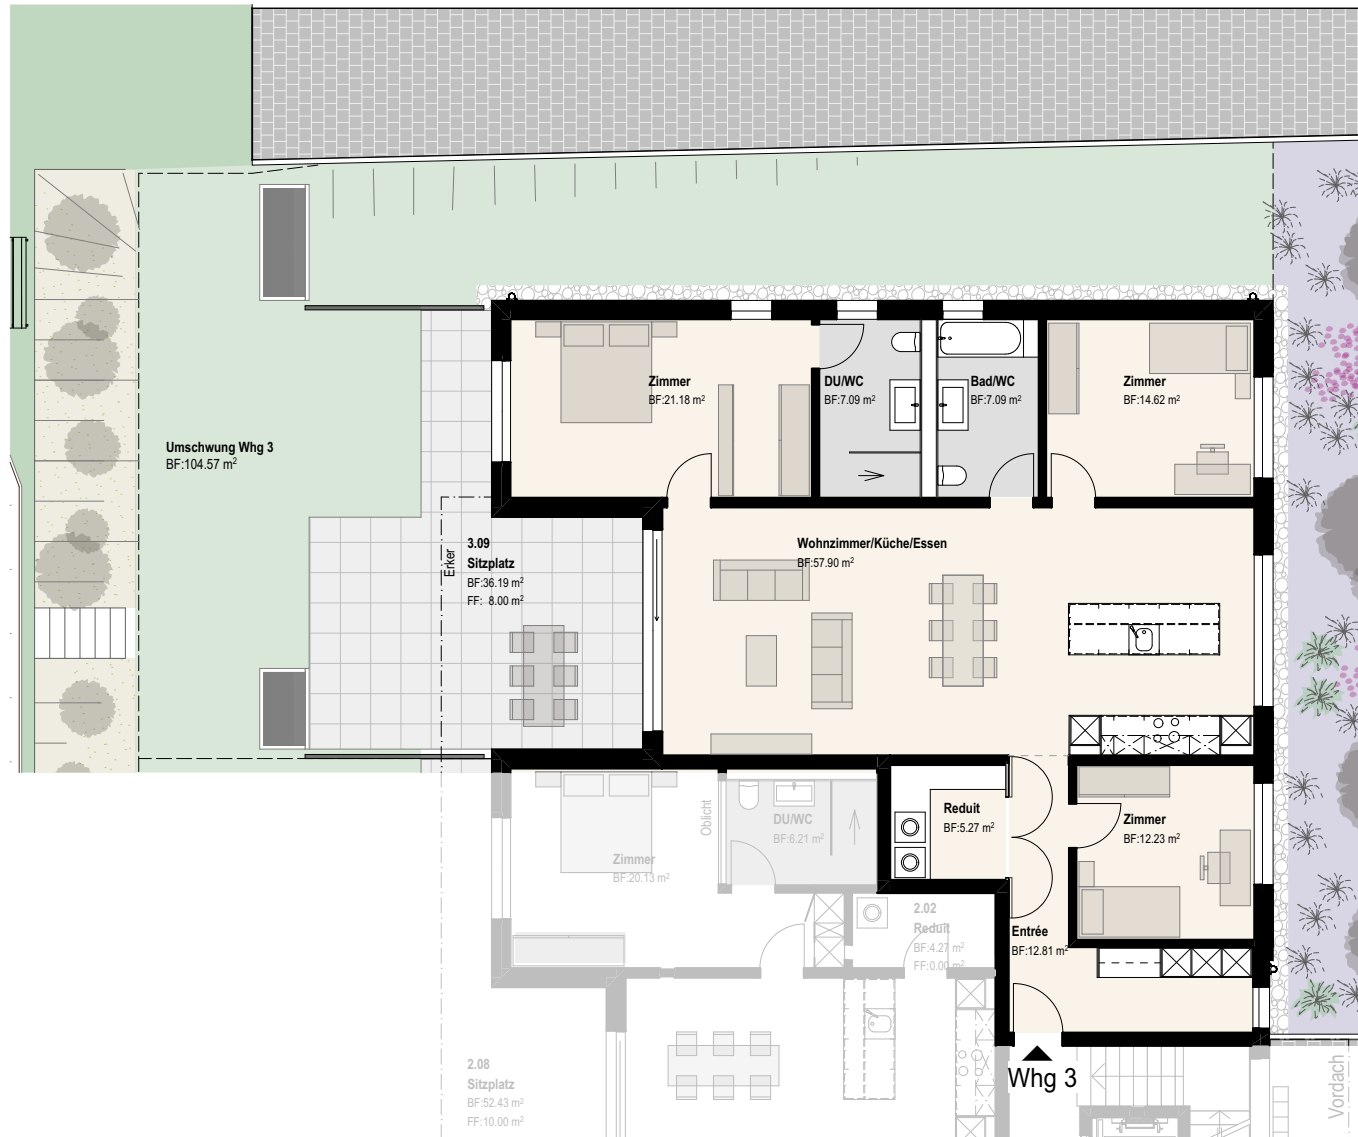 Zimmer
BF:21.18 m²
DU/WC
BF:7.09 m²
Bad/WC
BF:7.09 m²
Zimmer
BF:14.62 m²
Umschwung Whg 3
BF:104.57 m²
Erker
3.09
Sitzplatz
BF:36.19 m²
FF: 8.00 m²
Wohnzimmer/Küche/Essen
BF:57.90 m²
Oblicht
DU/WC
BF:6.21 m²
Reduit
BF:5.27 m²
Zimmer
BF:12.23 m²
Zimmer
BF:20.13 m²
2.02
Reduit
BF:4.27 m²
FF:0.00 m²
Entrée
BF:12.81 m²
2.08
Sitzplatz
BF:52.43 m²
FF:10.00 m²
Whg 3
Vordach